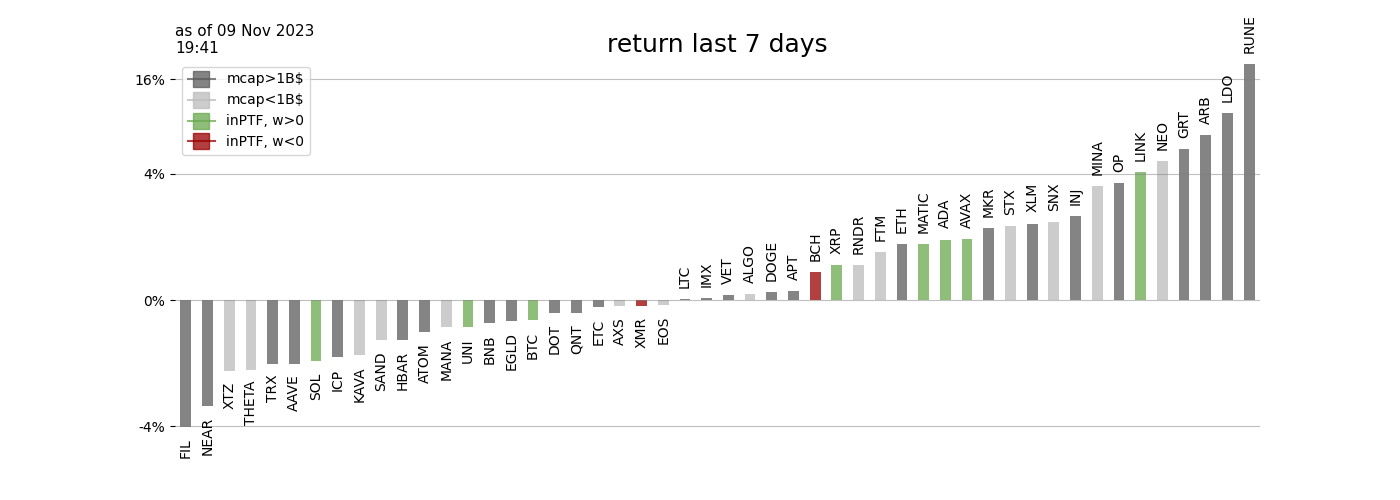 as of 09 Nov 2023
19:41
return last 7 days
mcap>1B$
mcap<1B$
inPTF, w>0
inPTF, w<0
16%
4%
0%
-4%
FIL
NEAR
XTZ
THETA
TRX
AAVE
SOL
ICP
KAVA
SAND
HBAR
ATOM
MANA
UNI
BNB
EGLD
BTC
DOT
QNT
ETC
AXS
XMR
EOS
LTC
IMX
VET
ALGO
DOGE
APT
BCH
XRP
RNDR
FTM
ETH
MATIC
ADA
AVAX
MKR
STX
XLM
SNX
INJ
MINA
OP
LINK
NEO
GRT
ARB
LDO
RUNE